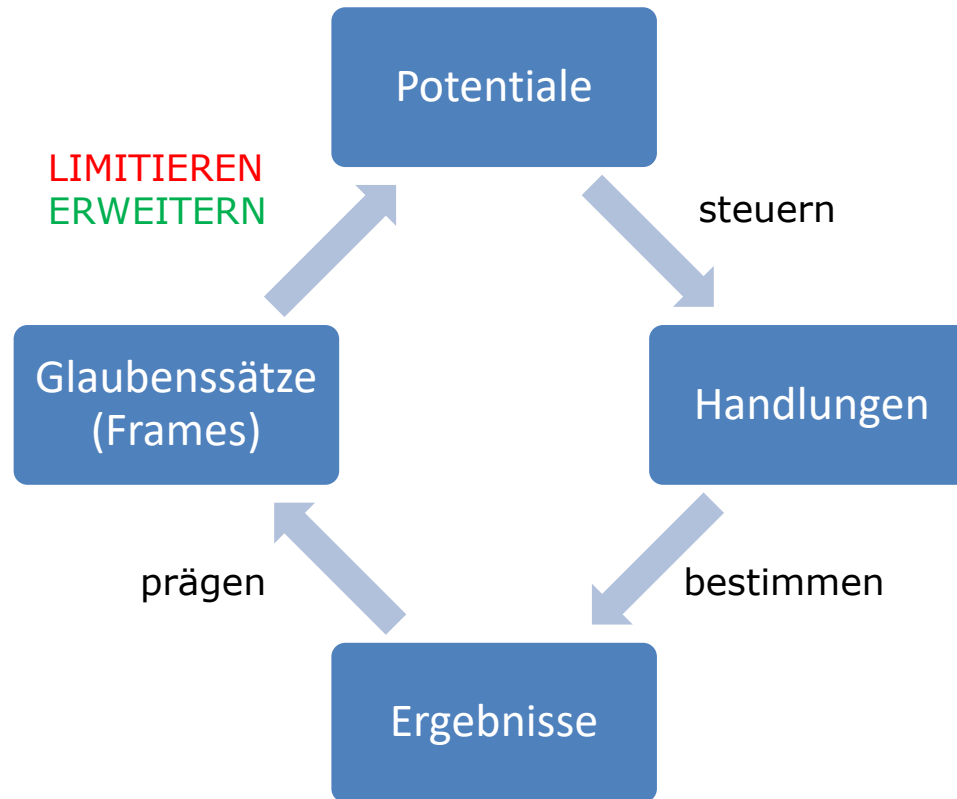 Potentiale
LIMITIEREN
ERWEITERN
steuern
Glaubenssätze
(Frames)
Handlungen
prägen
bestimmen
Ergebnisse